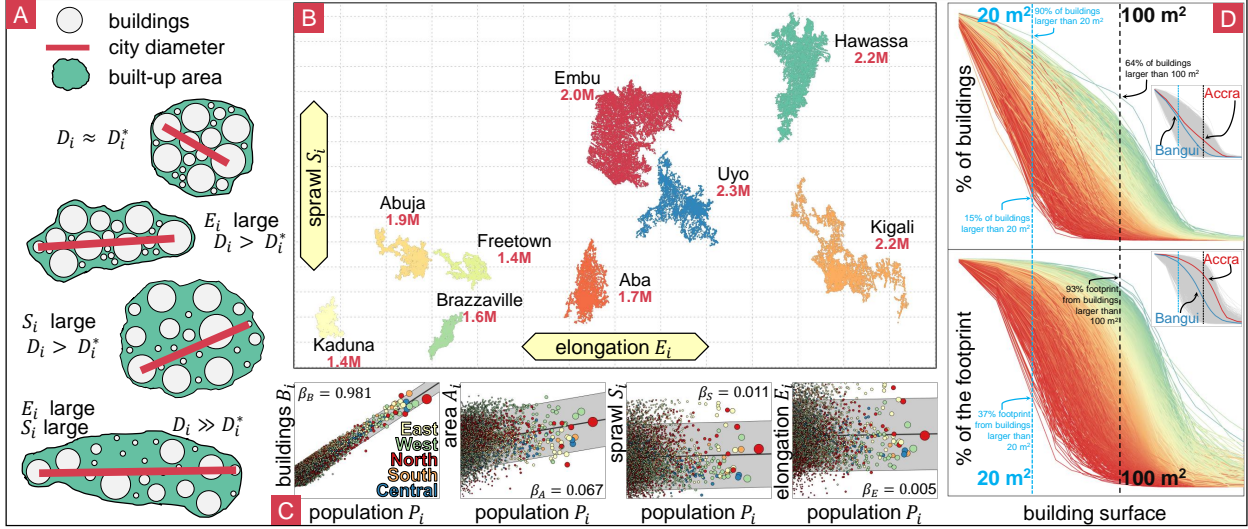 A
buildings
city diameter
built-up area
D_i ≈ D_i^*
E_i large
D_i > D_i^*
S_i large
D_i > D_i^*
E_i large
S_i large
D_i ≫ D_i^*
B
sprawl S_i
elongation E_i
Hawassa
2.2M
Embu
2.0M
Uyo
2.3M
Abuja
1.9M
Freetown
1.4M
Kigali
2.2M
Aba
1.7M
Brazzaville
1.6M
Kaduna
1.4M
C
buildings B_i
β_B = 0.981
East
West
North
South
Central
population P_i
area A_i
β_A = 0.067
population P_i
sprawl S_i
β_S = 0.011
population P_i
elongation E_i
β_E = 0.005
population P_i
D
20 m²
100 m²
90% of buildings
larger than 20 m²
64% of buildings
larger than 100 m²
Accra
Bangui
15% of buildings
larger than 20 m²
% of buildings
Accra
Bangui
93% footprint
from buildings
larger than
100 m²
37% footprint
from buildings
larger than
20 m²
% of the footprint
20 m²
100 m²
building surface